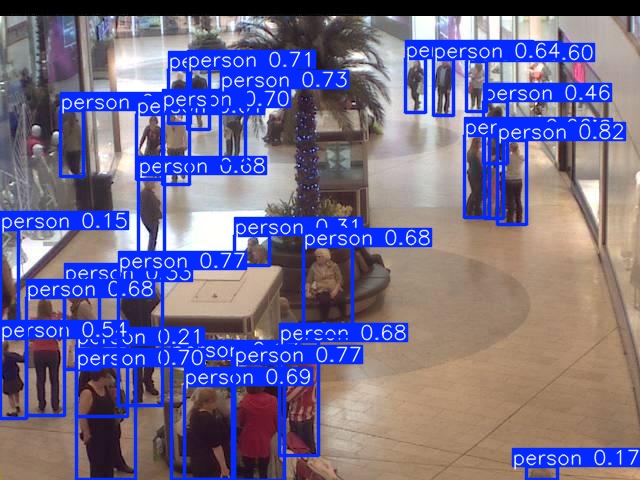 person 0.71
person 0.64
.60
person 0.73
person 0.46
person
person 0.70
person 0.82
person 0.68
person 0.15
person 0.31
person 0.68
person 0.77
person
0.68
person 0.54
person 0.68
0.21
person 0.70
person 0.77
person 0.69
person 0.17